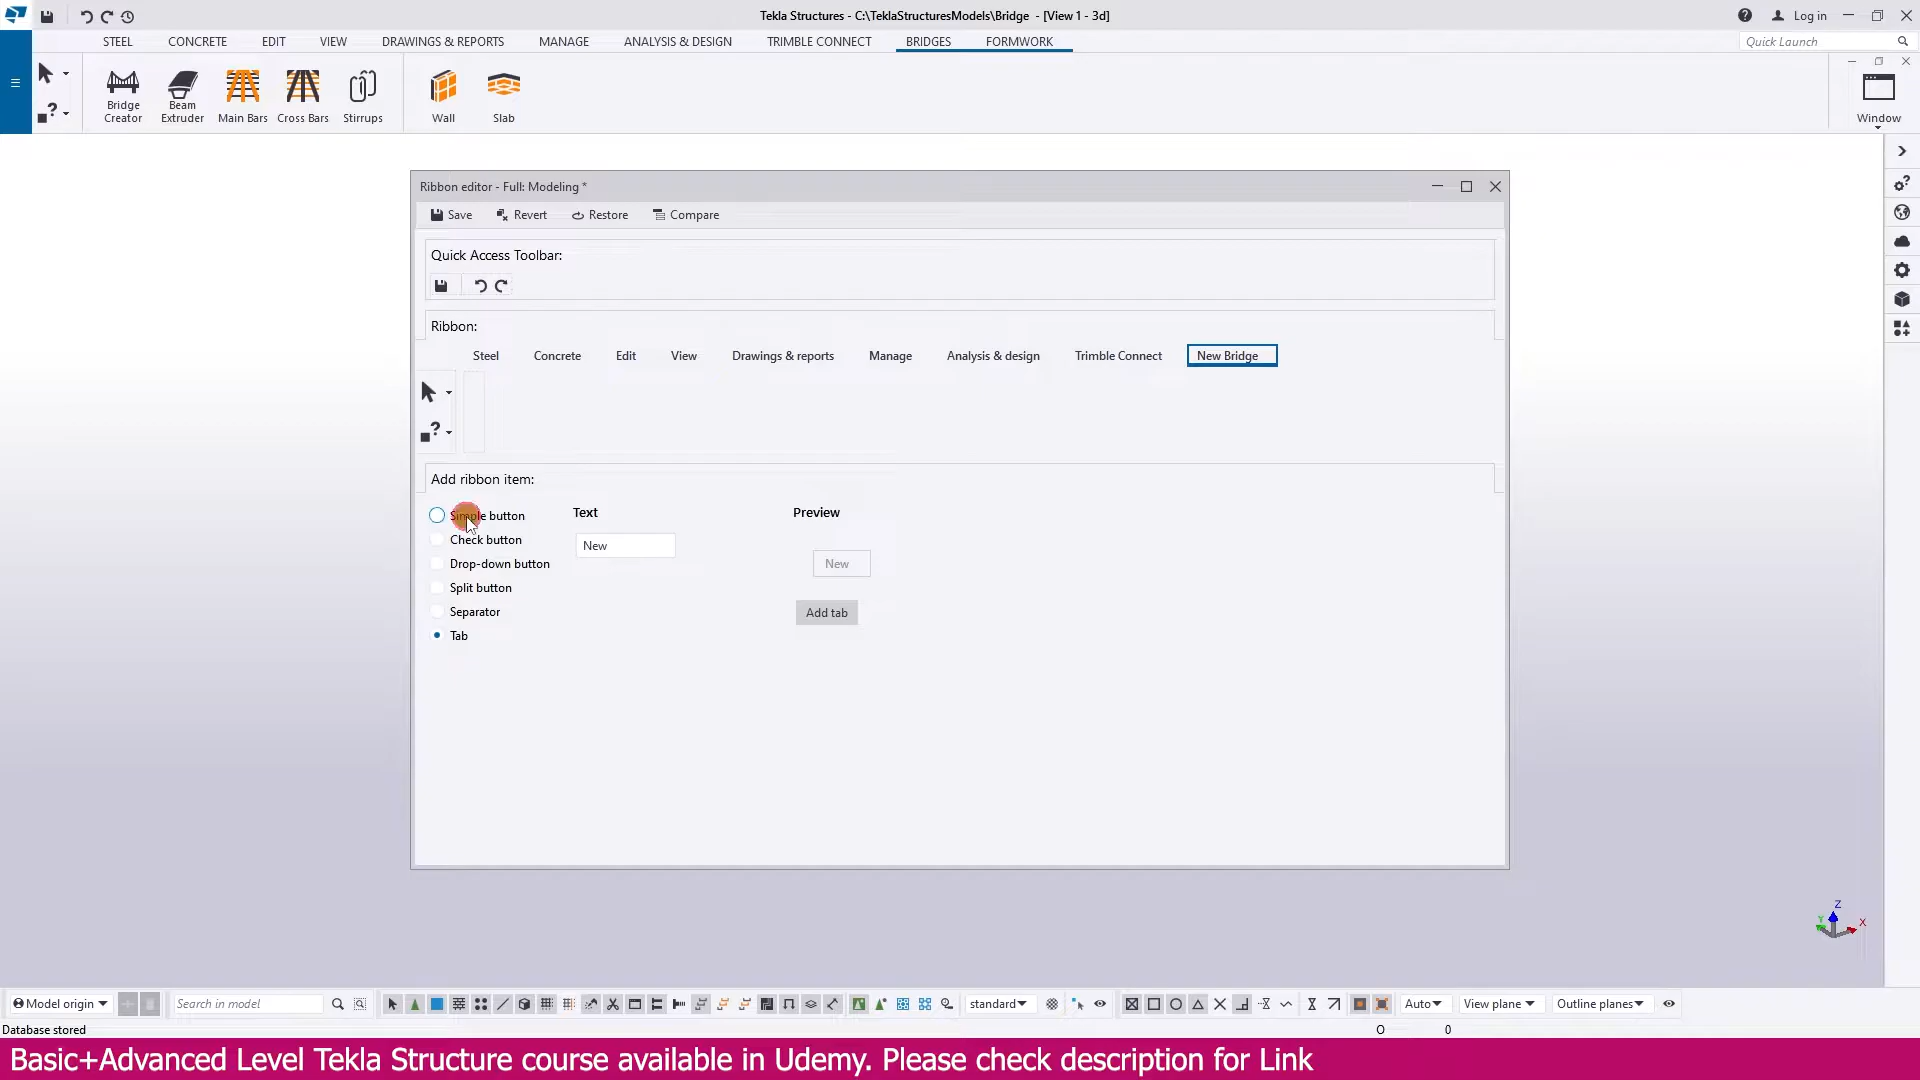 Tekla Structures - C:\TeklaStructuresModels\Bridge - [View 1 - 3d]
Log in
STEEL CONCRETE EDIT VIEW DRAWINGS & REPORTS MANAGE ANALYSIS & DESIGN TRIMBLE CONNECT BRIDGES FORMWORK
Quick Launch
Bridge Creator
Beam Extruder
Main Bars
Cross Bars
Stirrups
Wall
Slab
Window
Ribbon editor - Full: Modeling *
Save Revert Restore Compare
Quick Access Toolbar:
Ribbon:
Steel Concrete Edit View Drawings & reports Manage Analysis & design Trimble Connect New Bridge
Add ribbon item:
Simple button
Check button
Drop-down button
Split button
Separator
Tab
Text
New
Preview
New
Add tab
Z
Y
X
Model origin
Search in model
standard
Auto
View plane
Outline planes
Database stored
O 0
Basic+Advanced Level Tekla Structure course available in Udemy. Please check description for Link